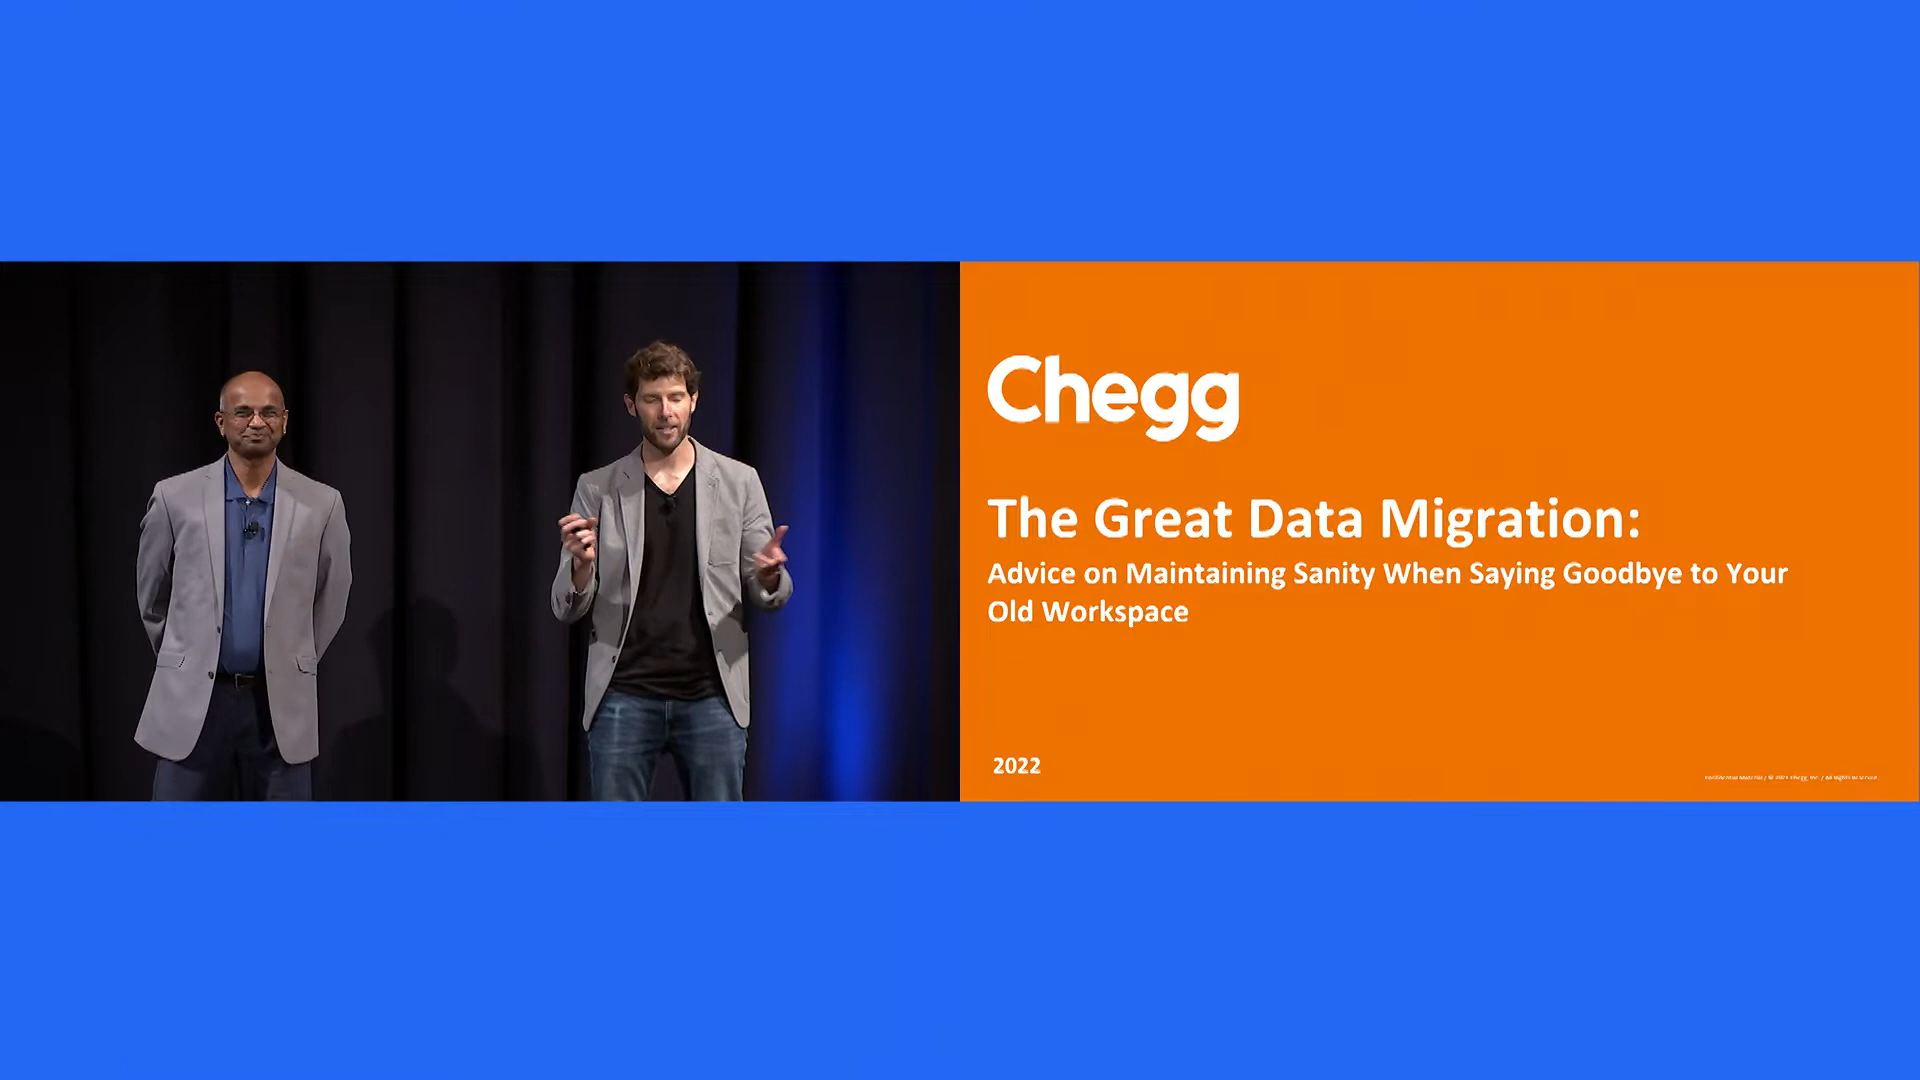 Chegg
The Great Data Migration:
Advice on Maintaining Sanity When Saying Goodbye to Your
Old Workspace
2022